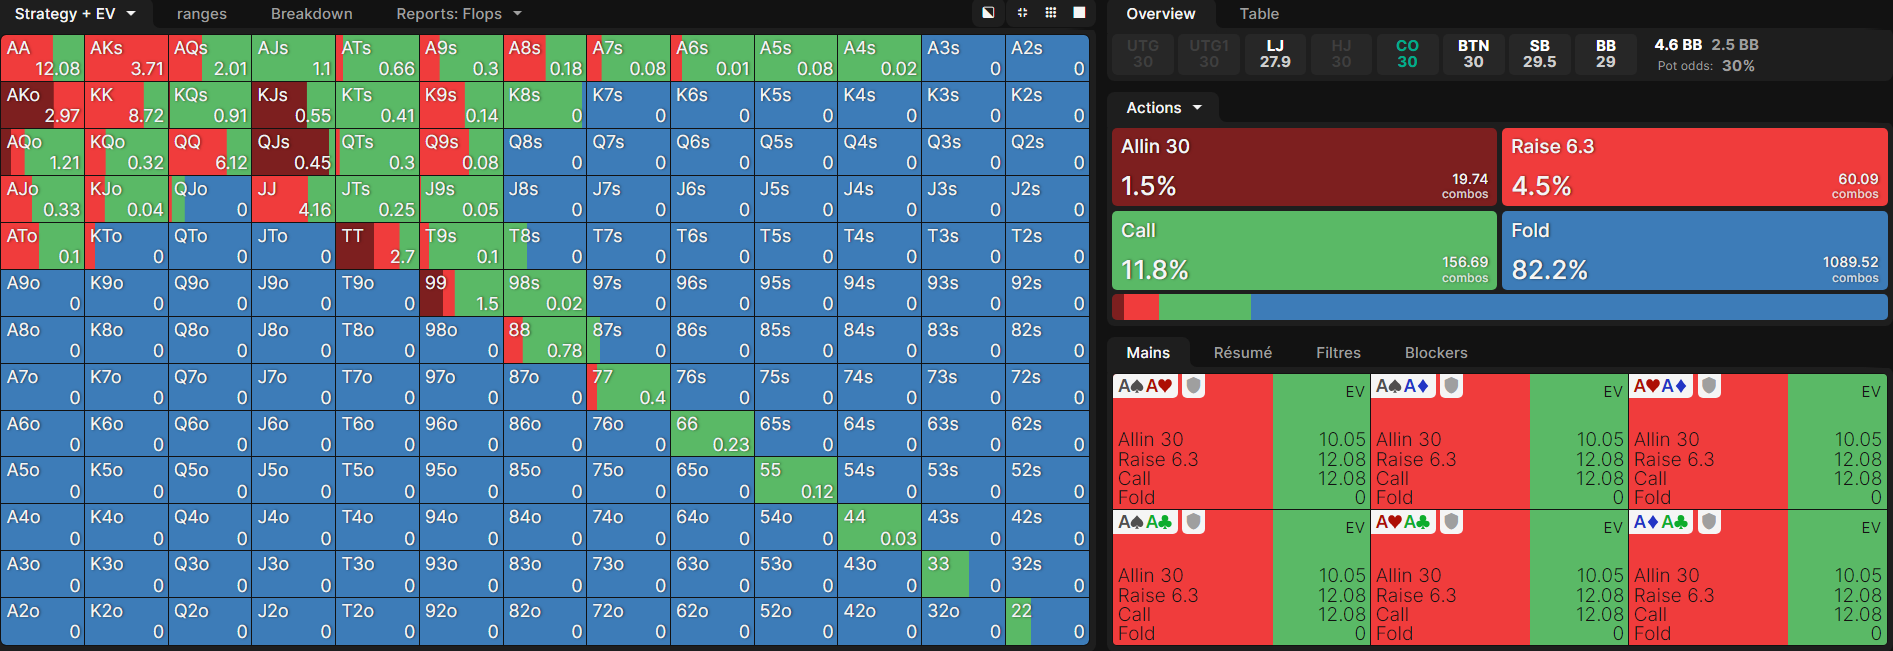 Strategy + EV ranges Breakdown Reports: Flops
AA AKs AQs AJs ATs A9s A8s A7s A6s A5s A4s A3s A2s
12.08 3.71 2.01 1.1 0.66 0.3 0.18 0.08 0.01 0.08 0.02 0 0
AKo KK KQs KJs KTs K9s K8s K7s K6s K5s K4s K3s K2s
2.97 8.72 0.91 0.55 0.41 0.14 0 0 0 0 0 0 0
AQo KQo QQ QJs QTs Q9s Q8s Q7s Q6s Q5s Q4s Q3s Q2s
1.21 0.32 6.12 0.45 0.3 0.08 0 0 0 0 0 0 0
AJo KJo QJo JJ JTs J9s J8s J7s J6s J5s J4s J3s J2s
0.33 0.04 0 4.16 0.25 0.05 0 0 0 0 0 0 0
ATo KTo QTo JTo TT T9s T8s T7s T6s T5s T4s T3s T2s
0.1 0 0 0 2.7 0.1 0 0 0 0 0 0 0
A9o K9o Q9o J9o T9o 99 98s 97s 96s 95s 94s 93s 92s
0 0 0 0 0 1.5 0.02 0 0 0 0 0 0
A8o K8o Q8o J8o T8o 98o 88 87s 86s 85s 84s 83s 82s
0 0 0 0 0 0 0.78 0 0 0 0 0 0
A7o K7o Q7o J7o T7o 97o 87o 77 76s 75s 74s 73s 72s
0 0 0 0 0 0 0 0.4 0 0 0 0 0
A6o K6o Q6o J6o T6o 96o 86o 76o 66 65s 64s 63s 62s
0 0 0 0 0 0 0 0 0.23 0 0 0 0
A5o K5o Q5o J5o T5o 95o 85o 75o 65o 55 54s 53s 52s
0 0 0 0 0 0 0 0 0 0.12 0 0 0
A4o K4o Q4o J4o T4o 94o 84o 74o 64o 54o 44 43s 42s
0 0 0 0 0 0 0 0 0 0 0.03 0 0
A3o K3o Q3o J3o T3o 93o 83o 73o 63o 53o 43o 33 32s
0 0 0 0 0 0 0 0 0 0 0 0 0
A2o K2o Q2o J2o T2o 92o 82o 72o 62o 52o 42o 32o 22
0 0 0 0 0 0 0 0 0 0 0 0 0
Overview Table
UTG UTG1 LJ HJ CO BTN SB BB
30 30 27.9 30 30 30 29.5 29
4.6 BB 2.5 BB
Pot odds: 30%
Actions
Allin 30
1.5%
19.74
combos
Raise 6.3
4.5%
60.09
combos
Call
11.8%
156.69
combos
Fold
82.2%
1089.52
combos
Mains Résumé Filtres Blockers
A♠A♥ EV A♠A♦ EV A♥A♦ EV
Allin 30 10.05 Allin 30 10.05 Allin 30 10.05
Raise 6.3 12.08 Raise 6.3 12.08 Raise 6.3 12.08
Call 12.08 Call 12.08 Call 12.08
Fold 0 Fold 0 Fold 0
A♠A♣ EV A♥A♣ EV A♦A♣ EV
Allin 30 10.05 Allin 30 10.05 Allin 30 10.05
Raise 6.3 12.08 Raise 6.3 12.08 Raise 6.3 12.08
Call 12.08 Call 12.08 Call 12.08
Fold 0 Fold 0 Fold 0